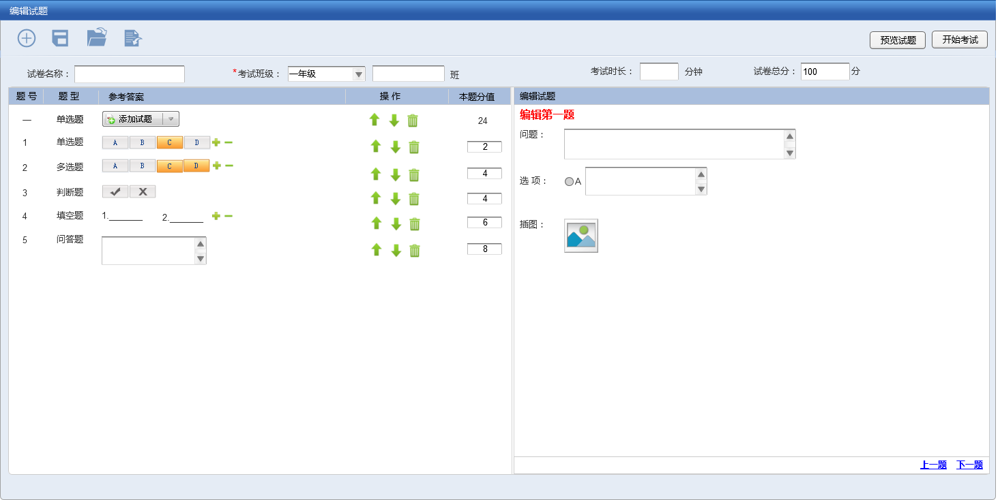 编辑试题
预览试题 开始考试
试卷名称： *考试班级： 一年级 班 考试时长： 分钟 试卷总分： 100 分
题 号 题 型 参考答案 操 作 本题分值 编辑试题
编辑第一题
一 单选题 添加试题 24
问题：
1 单选题 A B C D 2
2 多选题 A B C D 4
选 项： A
3 判断题 4
4 填空题 1. 2. 6
插图：
5 问答题 8
上一题 下一题